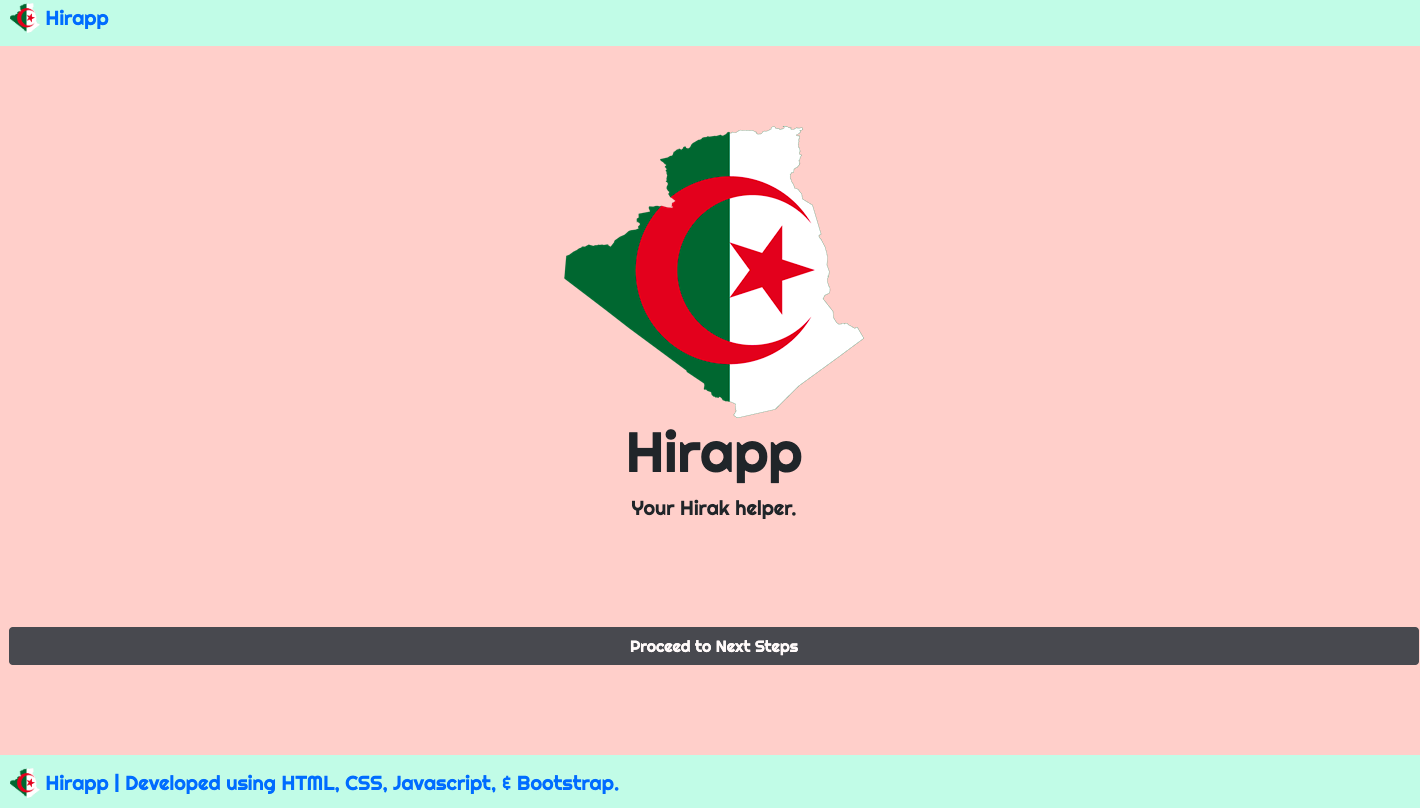 Hirapp
Hirapp
Your Hirak helper.
Proceed to Next Steps
Hirapp | Developed using HTML, CSS, Javascript, & Bootstrap.